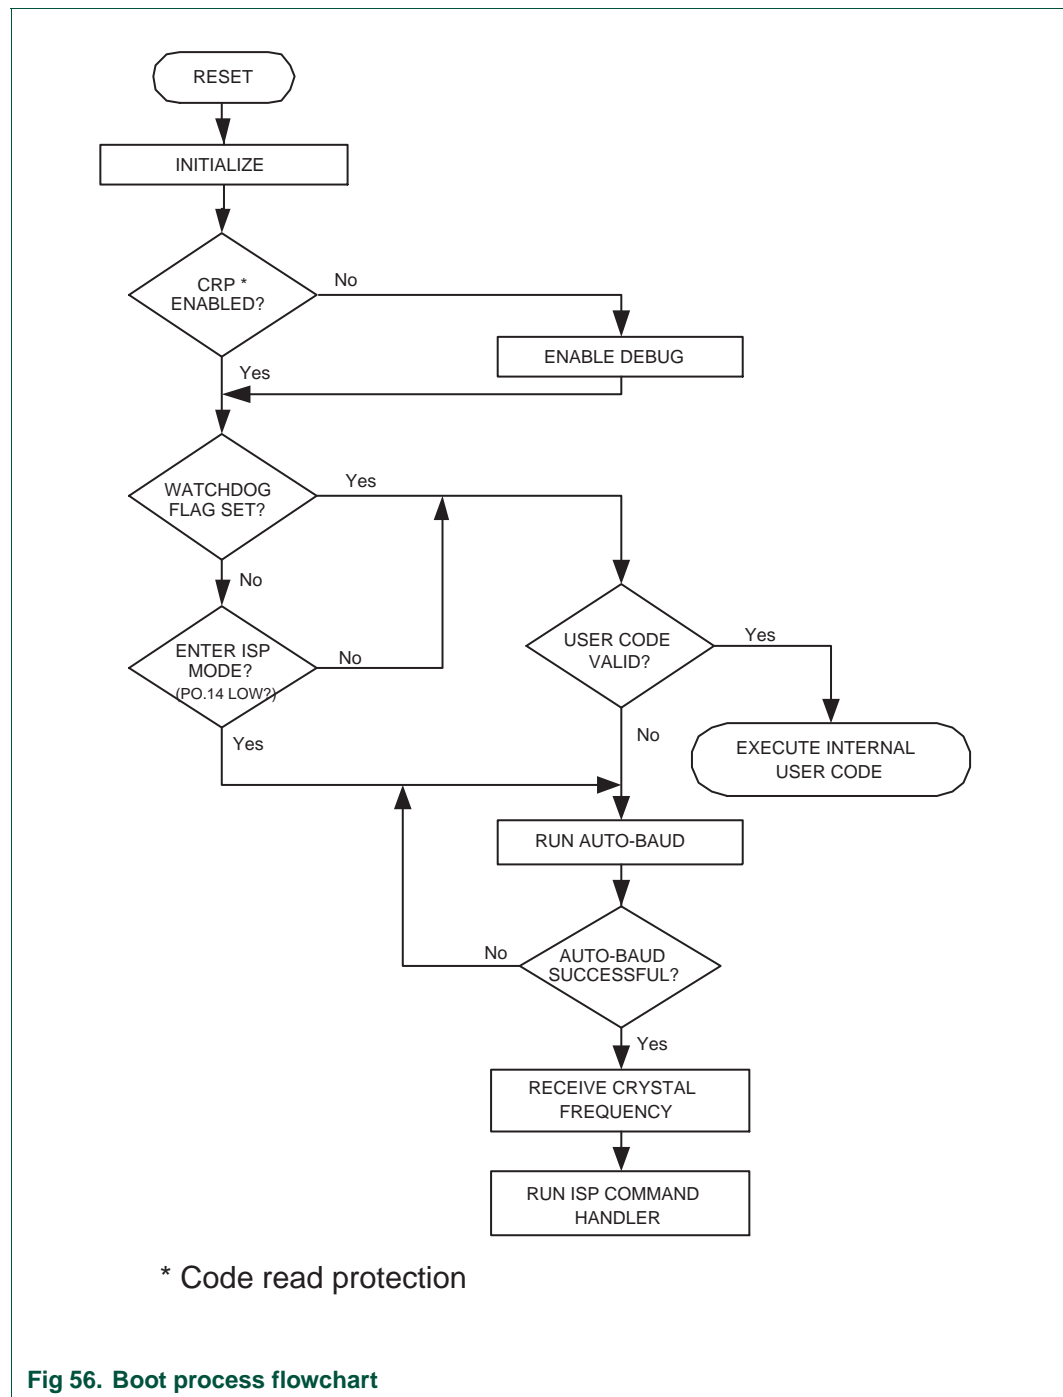 RESET
INITIALIZE
CRP *
ENABLED?
No
ENABLE DEBUG
Yes
WATCHDOG
FLAG SET?
Yes
No
ENTER ISP
MODE?
(PO.14 LOW?)
No
USER CODE
VALID?
Yes
Yes
No
EXECUTE INTERNAL
USER CODE
RUN AUTO-BAUD
No
AUTO-BAUD
SUCCESSFUL?
Yes
RECEIVE CRYSTAL
FREQUENCY
RUN ISP COMMAND
HANDLER
* Code read protection
Fig 56. Boot process flowchart